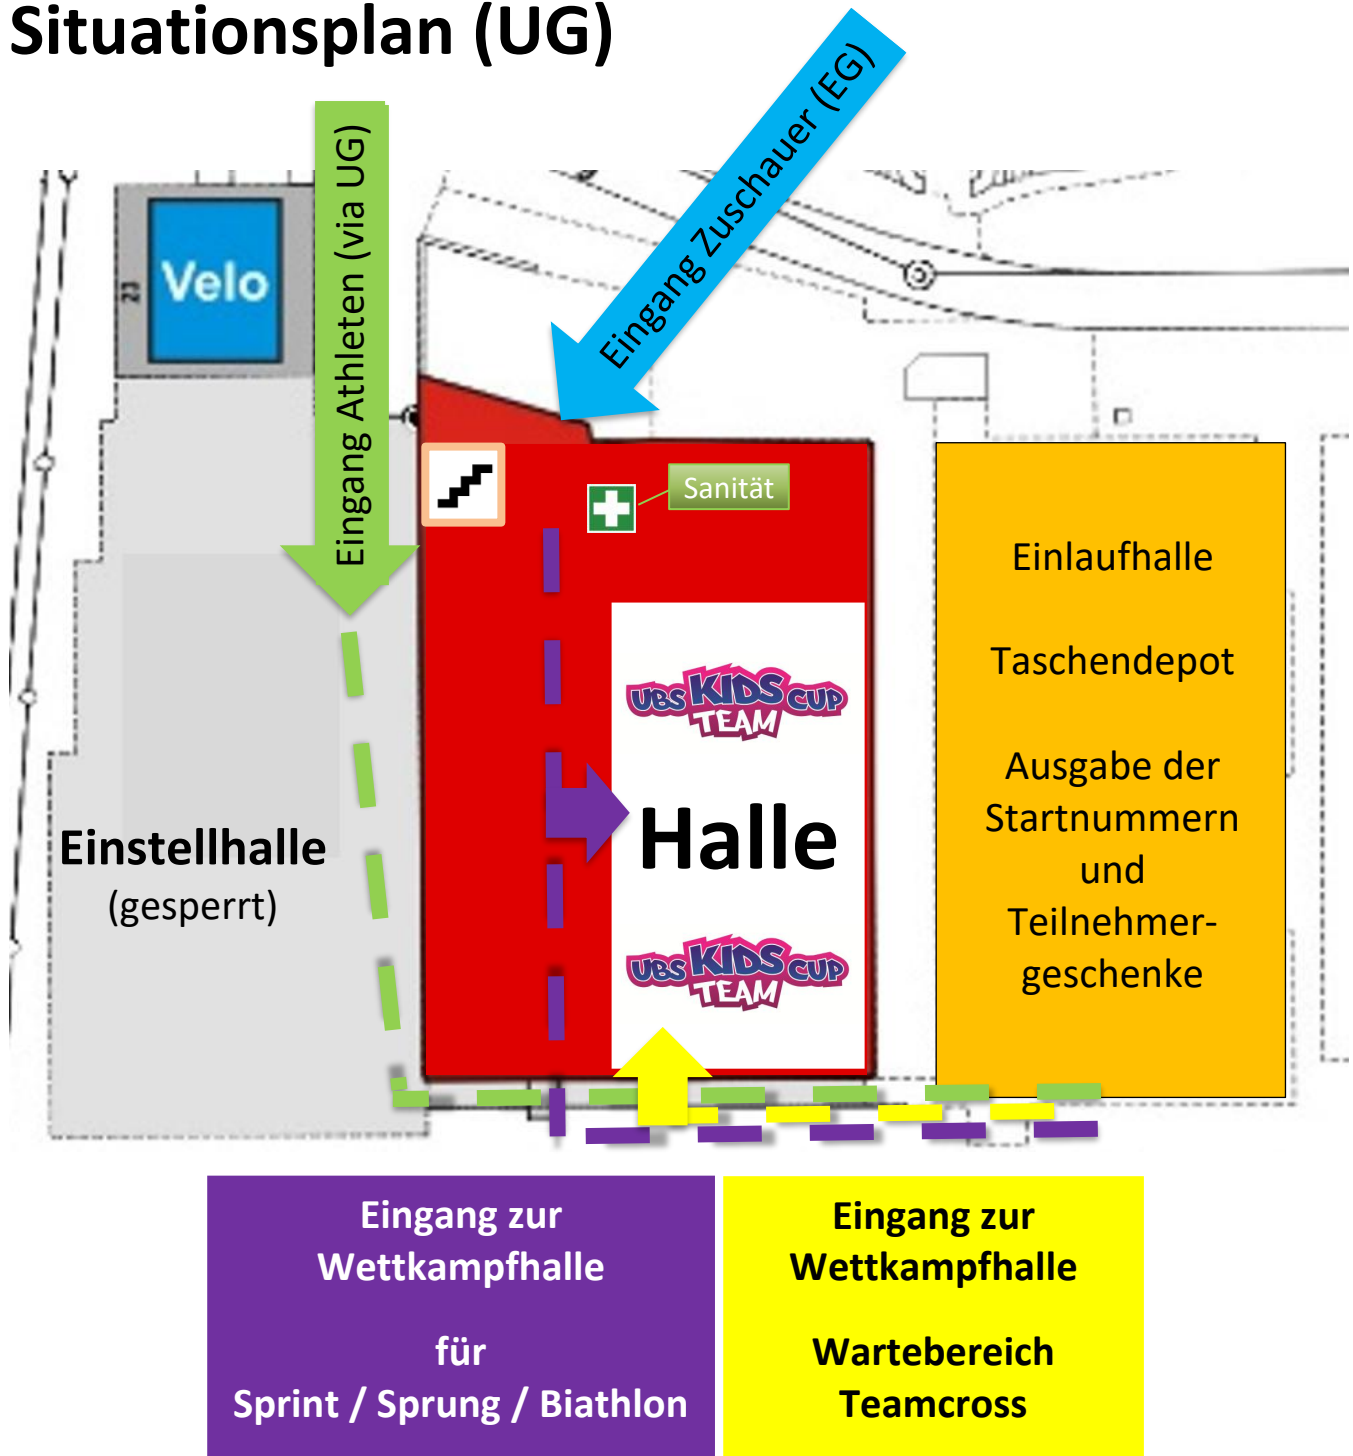 Situationsplan (UG)
Eingang Athleten (via UG)
Eingang Zuschauer (EG)
23
Velo
Sanität
Einlaufhalle
Taschendepot
Ausgabe der
Startnummern
und
Teilnehmer-
geschenke
UBS KIDS CUP
TEAM
Halle
UBS KIDS CUP
TEAM
Einstellhalle
(gesperrt)
Eingang zur
Wettkampfhalle
für
Sprint / Sprung / Biathlon
Eingang zur
Wettkampfhalle
Wartebereich
Teamcross